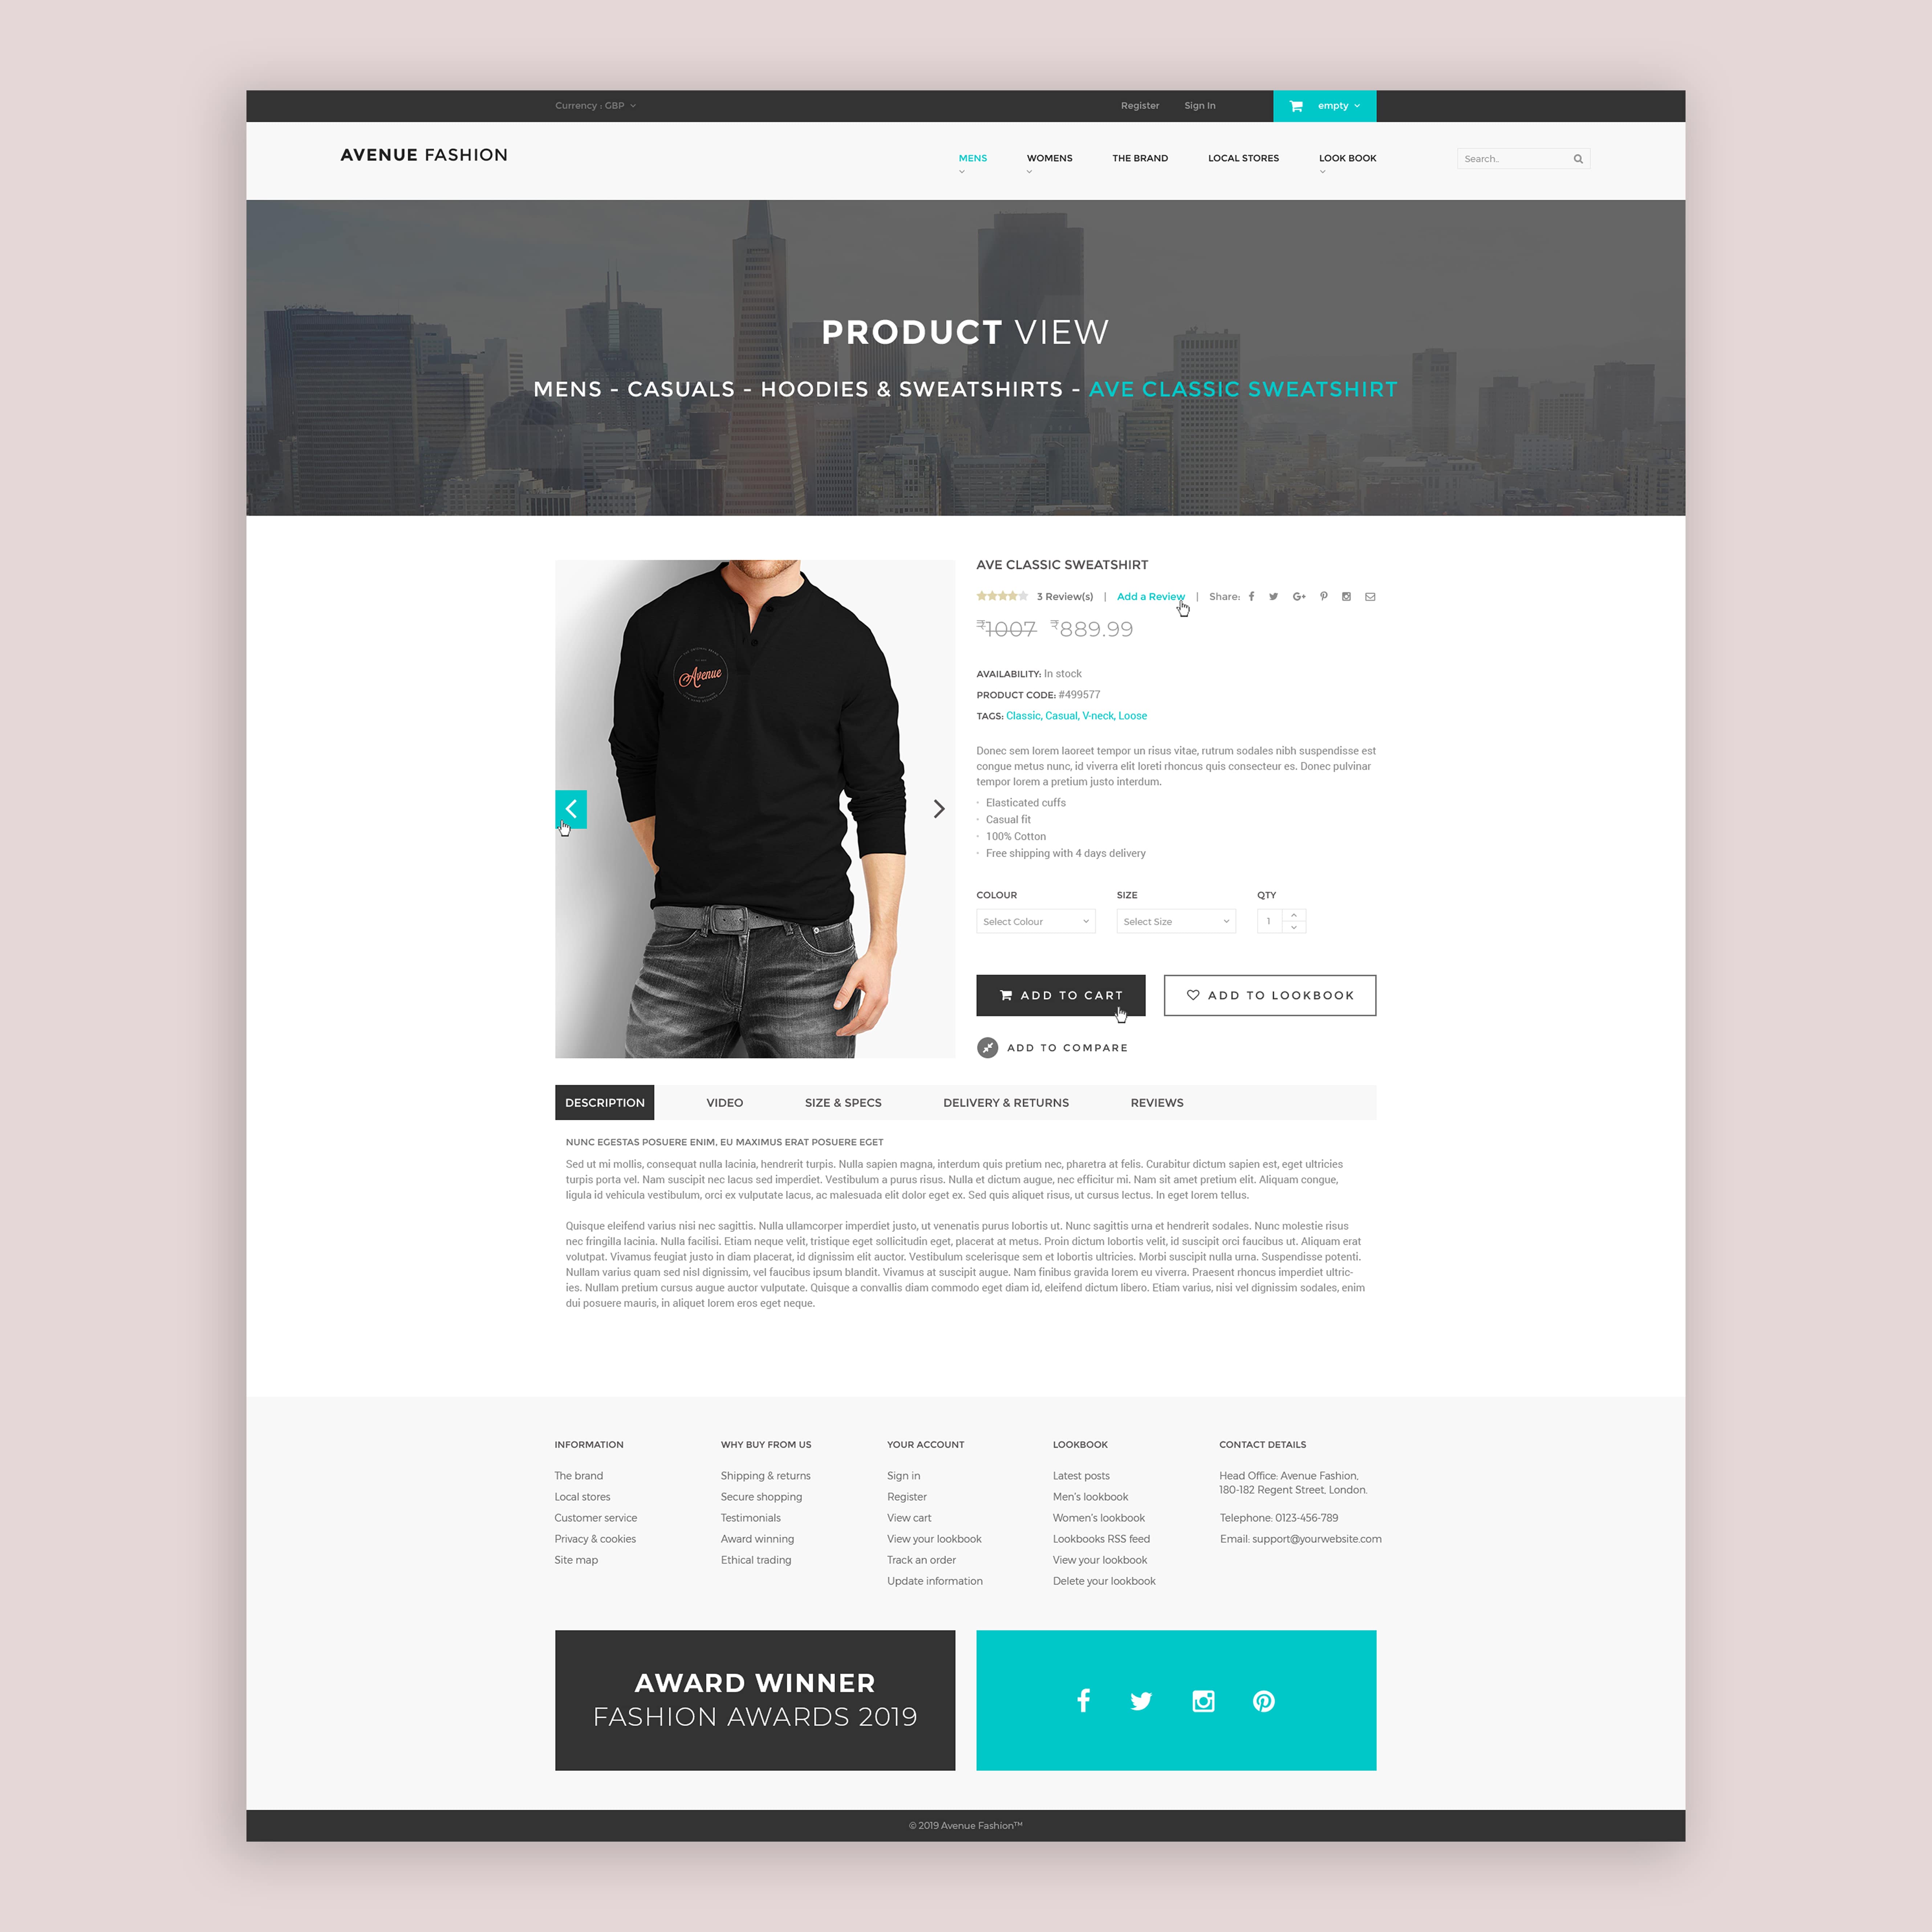 Currency : GBP
Register
Sign In
empty
AVENUE FASHION
MENS
WOMENS
THE BRAND
LOCAL STORES
LOOK BOOK
Search..
PRODUCT VIEW
MENS - CASUALS - HOODIES & SWEATSHIRTS - AVE CLASSIC SWEATSHIRT
Avenue
AVE CLASSIC SWEATSHIRT
3 Review(s) | Add a Review | Share:
₹1007 ₹889.99
AVAILABILITY: In stock
PRODUCT CODE: #499577
TAGS: Classic, Casual, V-neck, Loose
Donec sem lorem laoreet tempor un risus vitae, rutrum sodales nibh suspendisse est
congue metus nunc, id viverra elit loreti rhoncus quis consecteur es. Donec pulvinar
tempor lorem a pretium justo interdum.
· Elasticated cuffs
· Casual fit
· 100% Cotton
· Free shipping with 4 days delivery
COLOUR
SIZE
QTY
Select Colour
Select Size
1
ADD TO CART
ADD TO LOOKBOOK
ADD TO COMPARE
DESCRIPTION
VIDEO
SIZE & SPECS
DELIVERY & RETURNS
REVIEWS
NUNC EGESTAS POSUERE ENIM, EU MAXIMUS ERAT POSUERE EGET
Sed ut mi mollis, consequat nulla lacinia, hendrerit turpis. Nulla sapien magna, interdum quis pretium nec, pharetra at felis. Curabitur dictum sapien est, eget ultricies
turpis porta vel. Nam suscipit nec lacus sed imperdiet. Vestibulum a purus risus. Nulla et dictum augue, nec efficitur mi. Nam sit amet pretium elit. Aliquam congue,
ligula id vehicula vestibulum, orci ex vulputate lacus, ac malesuada elit dolor eget ex. Sed quis aliquet risus, ut cursus lectus. In eget lorem tellus.
Quisque eleifend varius nisi nec sagittis. Nulla ullamcorper imperdiet justo, ut venenatis purus lobortis ut. Nunc sagittis urna et hendrerit sodales. Nunc molestie risus
nec fringilla lacinia. Nulla facilisi. Etiam neque velit, tristique eget sollicitudin eget, placerat at metus. Proin dictum lobortis velit, id suscipit orci faucibus ut. Aliquam erat
volutpat. Vivamus feugiat justo in diam placerat, id dignissim elit auctor. Vestibulum scelerisque sem et lobortis ultricies. Morbi suscipit nulla urna. Suspendisse potenti.
Nullam varius quam sed nisl dignissim, vel faucibus ipsum blandit. Vivamus at suscipit augue. Nam finibus gravida lorem eu viverra. Praesent rhoncus imperdiet ultric-
ies. Nullam pretium cursus augue auctor vulputate. Quisque a convallis diam commodo eget diam id, eleifend dictum libero. Etiam varius, nisi vel dignissim sodales, enim
dui posuere mauris, in aliquet lorem eros eget neque.
INFORMATION
The brand
Local stores
Customer service
Privacy & cookies
Site map
WHY BUY FROM US
Shipping & returns
Secure shopping
Testimonials
Award winning
Ethical trading
YOUR ACCOUNT
Sign in
Register
View cart
View your lookbook
Track an order
Update information
LOOKBOOK
Latest posts
Men's lookbook
Women's lookbook
Lookbooks RSS feed
View your lookbook
Delete your lookbook
CONTACT DETAILS
Head Office: Avenue Fashion,
180-182 Regent Street, London.
Telephone: 0123-456-789
Email: support@yourwebsite.com
AWARD WINNER
FASHION AWARDS 2019
© 2019 Avenue Fashion™